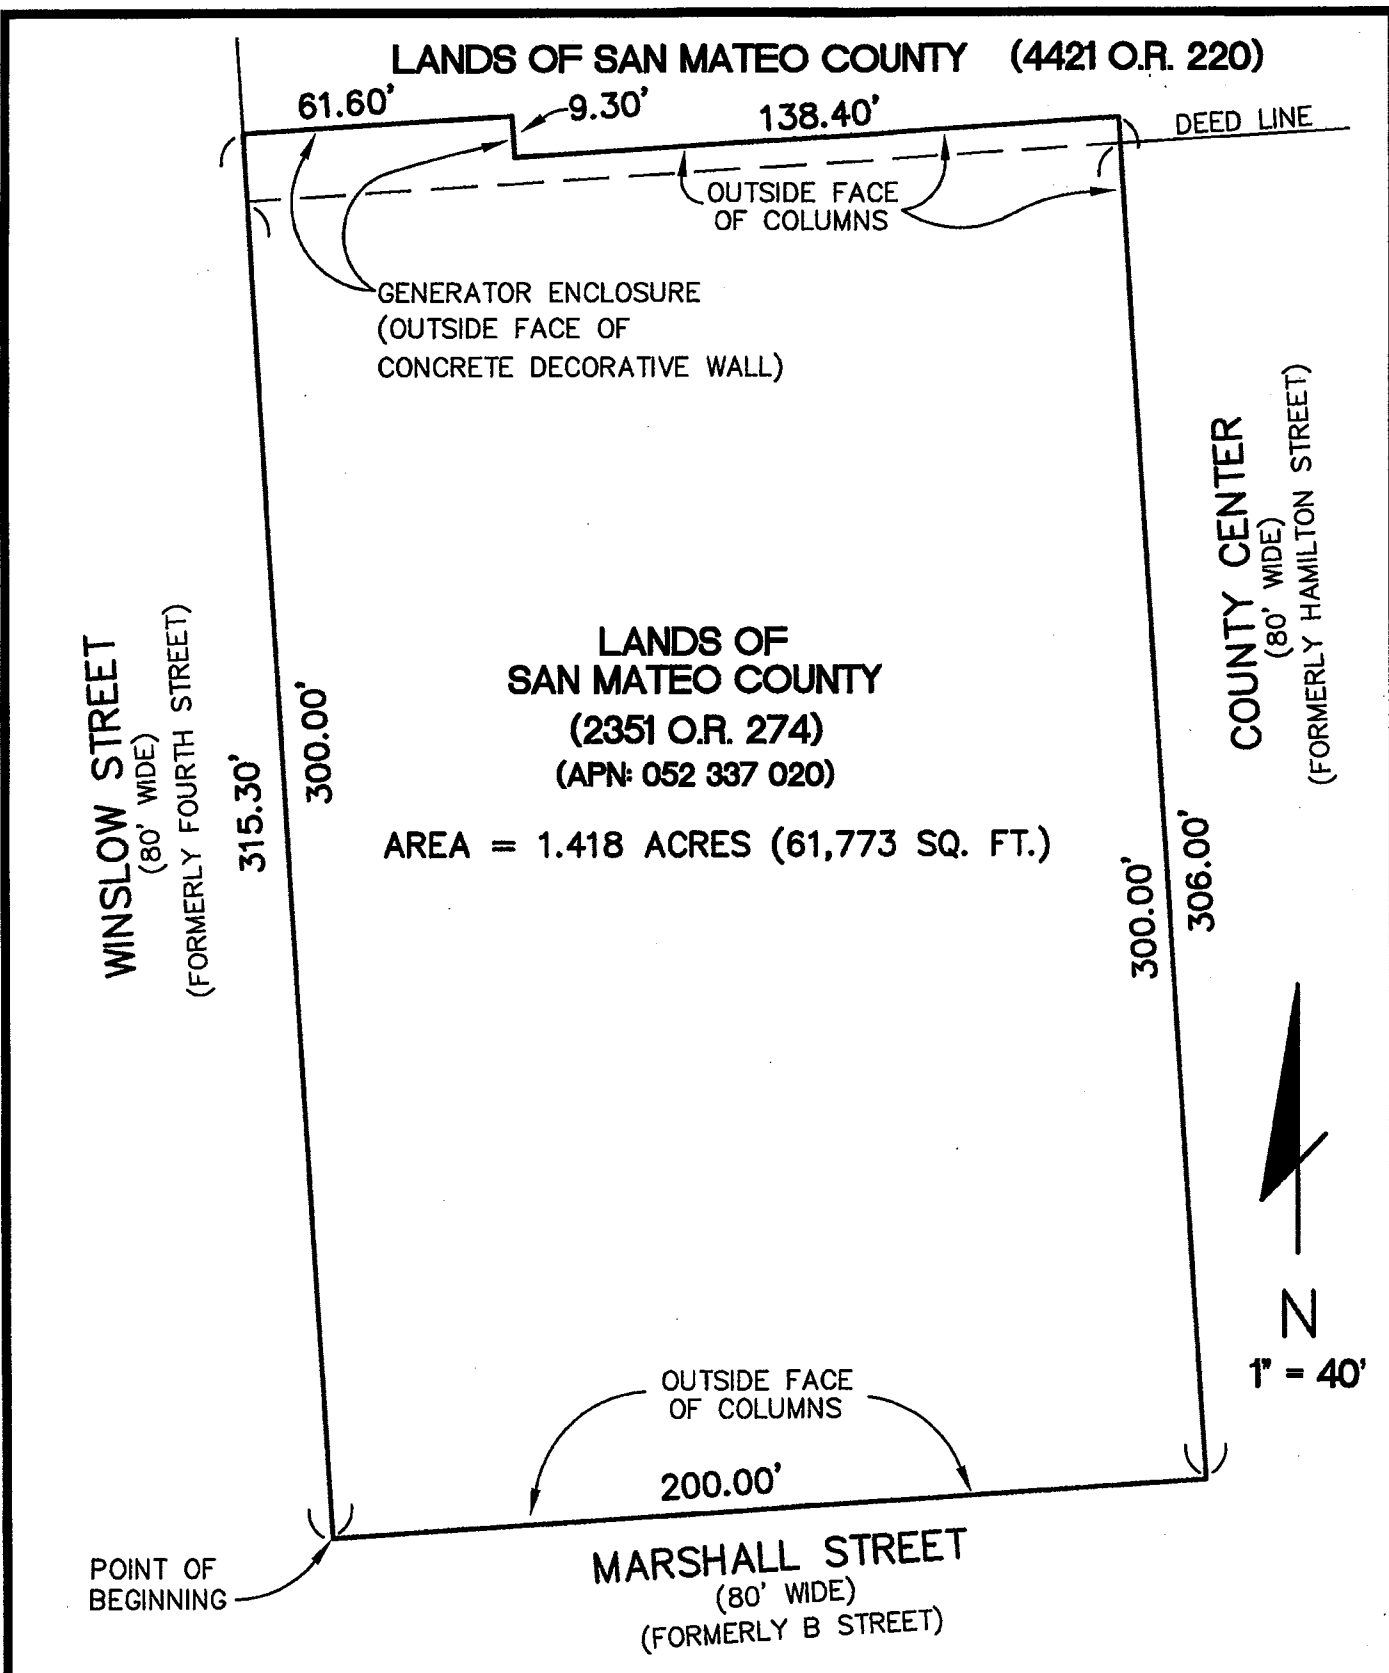 LANDS OF SAN MATEO COUNTY (4421 O.R. 220)
61.60'
9.30'
138.40'
DEED LINE
OUTSIDE FACE
OF COLUMNS
GENERATOR ENCLOSURE
(OUTSIDE FACE OF
CONCRETE DECORATIVE WALL)
WINSLOW STREET
(80' WIDE)
(FORMERLY FOURTH STREET)
315.30'
300.00'
LANDS OF
SAN MATEO COUNTY
(2351 O.R. 274)
(APN: 052 337 020)
AREA = 1.418 ACRES (61,773 SQ. FT.)
300.00'
306.00'
COUNTY CENTER
(80' WIDE)
(FORMERLY HAMILTON STREET)
N
1" = 40'
OUTSIDE FACE
OF COLUMNS
200.00'
POINT OF
BEGINNING
MARSHALL STREET
(80' WIDE)
(FORMERLY B STREET)